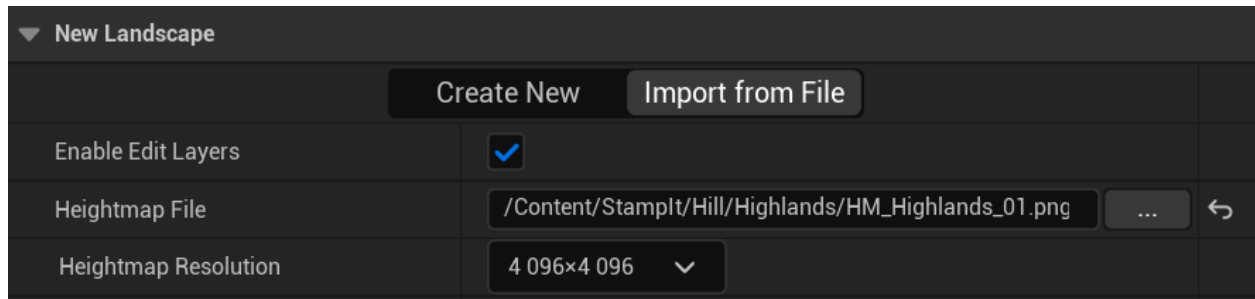 New Landscape
Create New Import from File
Enable Edit Layers
Heightmap File /Content/StampIt/Hill/Highlands/HM_Highlands_01.png ...
Heightmap Resolution 4 096×4 096